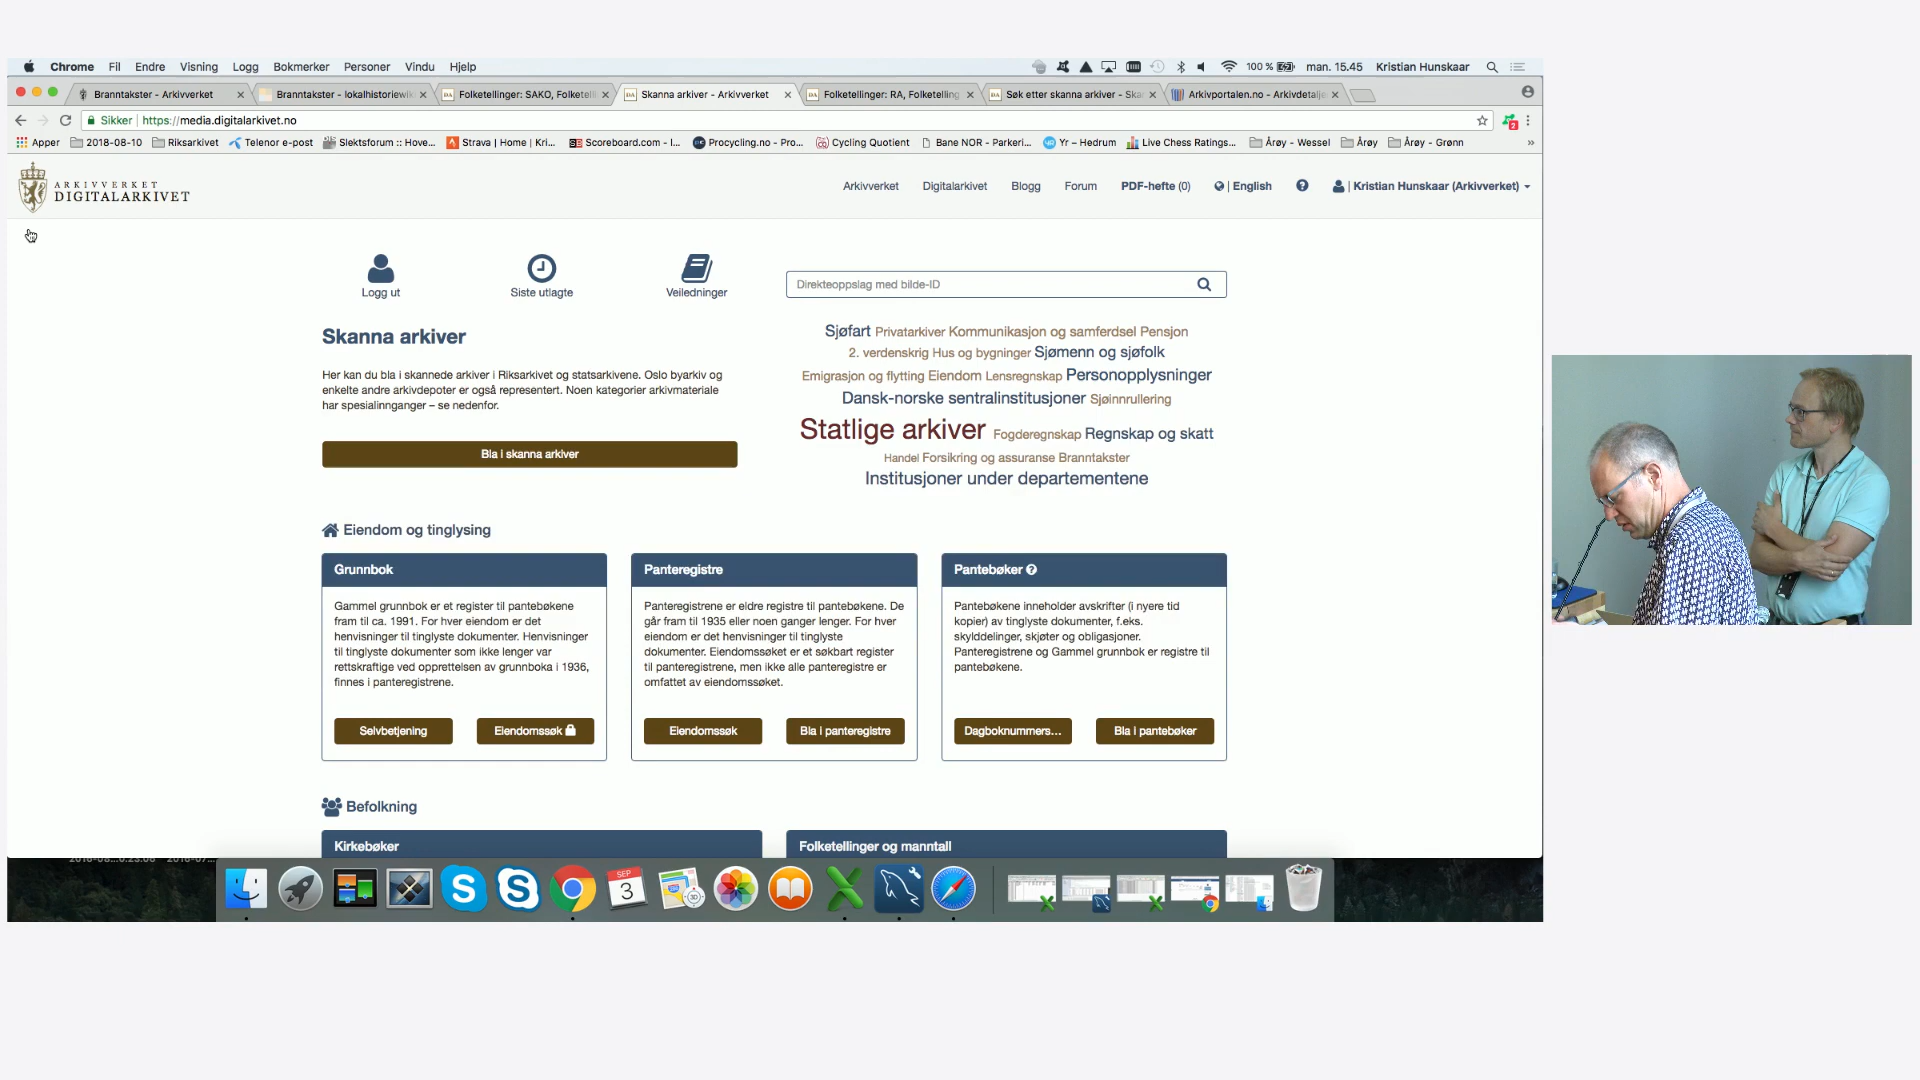 Chrome Fil Endre Visning Logg Bokmerker Personer Vindu Hjelp 100 % man. 15.45 Kristian Hunskaar
Branntakster - Arkivverket
Branntakster - lokalhistoriewi
Folketellinger: SAKO, Folketell
Skanna arkiver - Arkivverket
Folketellinger: RA, Folketelling
Søk etter skanna arkiver - Ska
Arkivportalen.no - Arkivdetalje
Sikker | https://media.digitalarkivet.no
Apper 2018-08-10 Riksarkivet Telenor e-post Slektsforum :: Hove... Strava | Home | Kri... Scoreboard.com - l... Procycling.no - Pro... Cycling Quotient Bane NOR - Parkeri... Yr – Hedrum Live Chess Ratings... Årøy - Wessel Årøy Årøy - Grønn »
ARKIVVERKET
DIGITALARKIVET
Arkivverket Digitalarkivet Blogg Forum PDF-hefte (0) | English | Kristian Hunskaar (Arkivverket)
Logg ut
Siste utlagte
Veiledninger
Direkteoppslag med bilde-ID
Skanna arkiver
Her kan du bla i skannede arkiver i Riksarkivet og statsarkivene. Oslo byarkiv og
enkelte andre arkivdepoter er også representert. Noen kategorier arkivmateriale
har spesialinnganger – se nedenfor.
Bla i skanna arkiver
Sjøfart Privatarkiver Kommunikasjon og samferdsel Pensjon
2. verdenskrig Hus og bygninger Sjømenn og sjøfolk
Emigrasjon og flytting Eiendom Lensregnskap Personopplysninger
Dansk-norske sentralinstitusjoner Sjøinnrullering
Statlige arkiver Fogderegnskap Regnskap og skatt
Handel Forsikring og assuranse Branntakster
Institusjoner under departementene
Eiendom og tinglysing
Grunnbok
Gammel grunnbok er et register til pantebøkene
fram til ca. 1991. For hver eiendom er det
henvisninger til tinglyste dokumenter. Henvisninger
til tinglyste dokumenter som ikke lenger var
rettskraftige ved opprettelsen av grunnboka i 1936,
finnes i panteregistrene.
Selvbetjening
Eiendomssøk
Panteregistre
Panteregistrene er eldre registre til pantebøkene. De
går fram til 1935 eller noen ganger lenger. For hver
eiendom er det henvisninger til tinglyste
dokumenter. Eiendomssøket er et søkbart register
til panteregistrene, men ikke alle panteregistre er
omfattet av eiendomssøket.
Eiendomssøk
Bla i panteregistre
Pantebøker
Pantebøkene inneholder avskrifter (i nyere tid
kopier) av tinglyste dokumenter, f.eks.
skylddelinger, skjøter og obligasjoner.
Panteregistrene og Gammel grunnbok er registre til
pantebøkene.
Dagboknummers...
Bla i pantebøker
Befolkning
Kirkebøker
Folketellinger og manntall
SEP
3